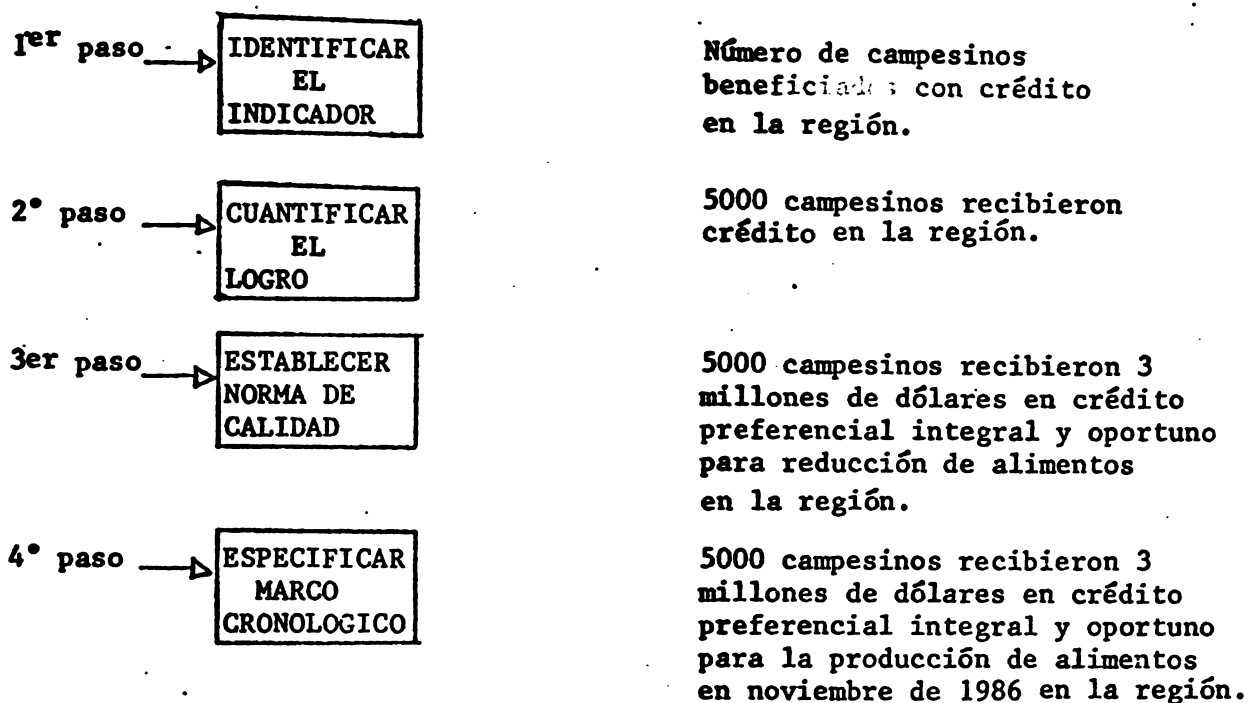 1er paso
IDENTIFICAR
EL
INDICADOR
Número de campesinos
beneficiados con crédito
en la región.
2° paso
CUANTIFICAR
EL
LOGRO
5000 campesinos recibieron
crédito en la región.
3er paso
ESTABLECER
NORMA DE
CALIDAD
5000 campesinos recibieron 3
millones de dólares en crédito
preferencial integral y oportuno
para reducción de alimentos
en la región.
4° paso
ESPECIFICAR
MARCO
CRONOLOGICO
5000 campesinos recibieron 3
millones de dólares en crédito
preferencial integral y oportuno
para la producción de alimentos
en noviembre de 1986 en la región.